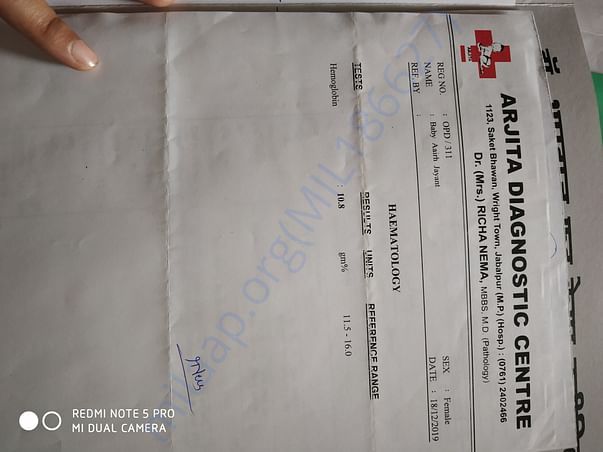 ARJITA DIAGNOSTIC CENTRE
1123, Saket Bhawan, Wright Town, Jabalpur (M.P.) (Hosp.) : (0761) 2402466
Dr. (Mrs.) RICHA NEMA, MBBS, M.D. (Pathology)
REG NO. : OPD / 311 SEX : Female
NAME : Baby Aairh Jayant DATE : 18/12/2019
REF. BY :
HAEMATOLOGY
TESTS RESULTS UNITS REFERENCE RANGE
Hemoglobin : 10.8 gm% 11.5 - 16.0
REDMI NOTE 5 PRO
MI DUAL CAMERA